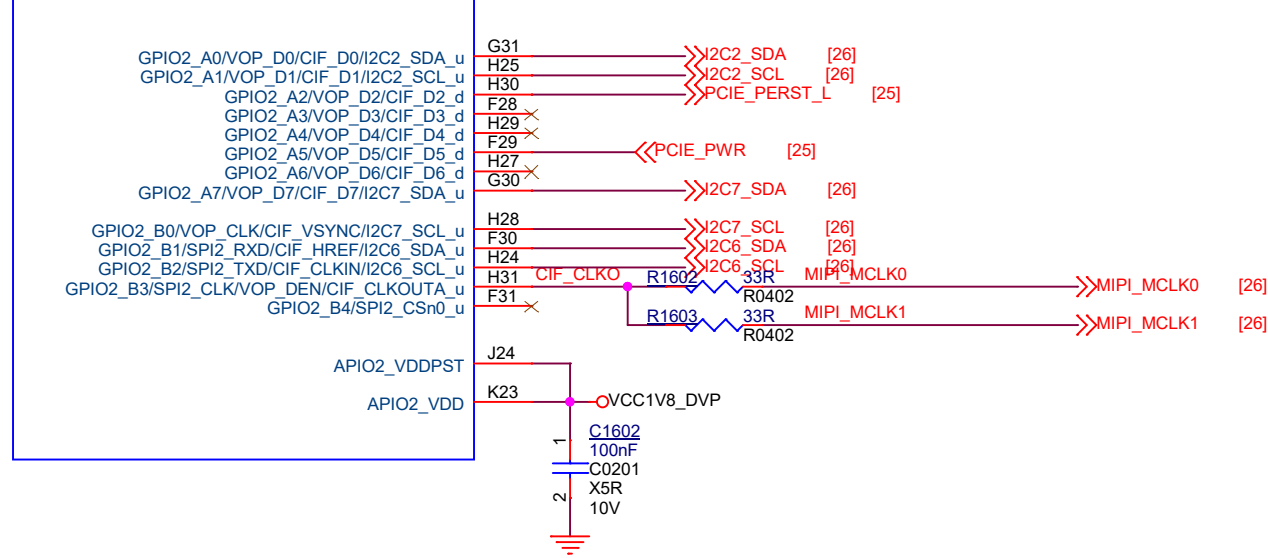 GPIO2_A0/VOP_D0/CIF_D0/I2C2_SDA_u G31 I2C2_SDA [26]
GPIO2_A1/VOP_D1/CIF_D1/I2C2_SCL_u H25 I2C2_SCL [26]
GPIO2_A2/VOP_D2/CIF_D2_d H30 PCIE_PERST_L [25]
GPIO2_A3/VOP_D3/CIF_D3_d F28
GPIO2_A4/VOP_D4/CIF_D4_d H29
GPIO2_A5/VOP_D5/CIF_D5_d F29 PCIE_PWR [25]
GPIO2_A6/VOP_D6/CIF_D6_d H27
GPIO2_A7/VOP_D7/CIF_D7/I2C7_SDA_u G30 I2C7_SDA [26]
GPIO2_B0/VOP_CLK/CIF_VSYNC/I2C7_SCL_u H28 I2C7_SCL [26]
GPIO2_B1/SPI2_RXD/CIF_HREF/I2C6_SDA_u F30 I2C6_SDA [26]
GPIO2_B2/SPI2_TXD/CIF_CLKIN/I2C6_SCL_u H24 I2C6_SCL [26]
GPIO2_B3/SPI2_CLK/VOP_DEN/CIF_CLKOUTA_u H31 CIF_CLKO R1602 33R MIPI_MCLK0 MIPI_MCLK0 [26]
R0402
GPIO2_B4/SPI2_CSn0_u F31
R1603 33R MIPI_MCLK1 MIPI_MCLK1 [26]
R0402
APIO2_VDDPST J24
APIO2_VDD K23 VCC1V8_DVP
1 C1602
100nF
C0201
2 X5R
10V